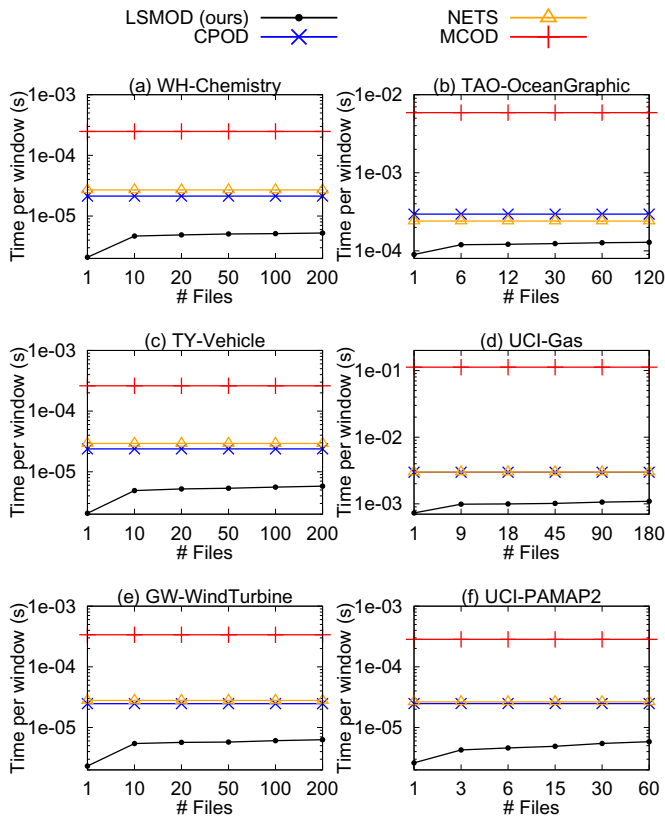 LSMOD (ours)
CPOD
NETS
MCOD
(a) WH-Chemistry
Time per window (s)
1e-03
1e-04
1e-05
1 10 20 50 100 200
# Files
(b) TAO-OceanGraphic
Time per window (s)
1e-02
1e-03
1e-04
1 6 12 30 60 120
# Files
(c) TY-Vehicle
Time per window (s)
1e-03
1e-04
1e-05
1 10 20 50 100 200
# Files
(d) UCI-Gas
Time per window (s)
1e-01
1e-02
1e-03
1 9 18 45 90 180
# Files
(e) GW-WindTurbine
Time per window (s)
1e-03
1e-04
1e-05
1 10 20 50 100 200
# Files
(f) UCI-PAMAP2
Time per window (s)
1e-03
1e-04
1e-05
1 3 6 15 30 60
# Files